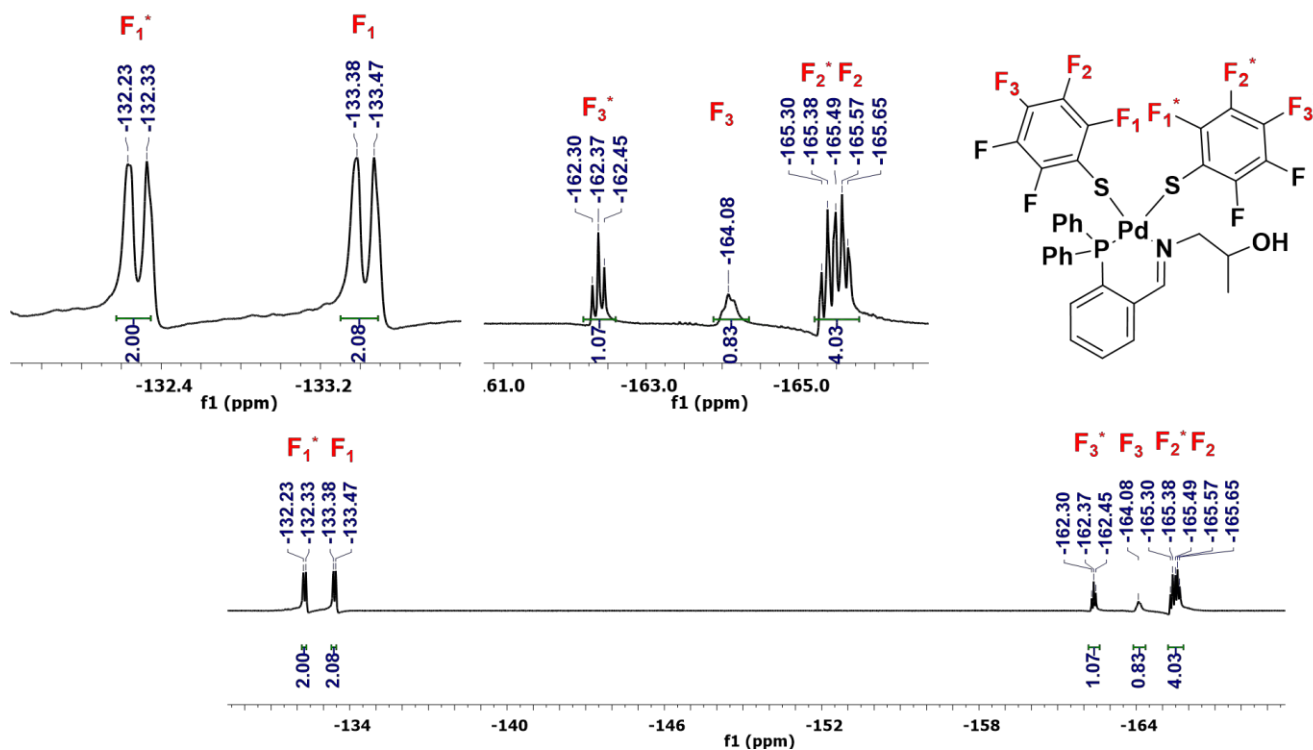 F1* F1
-132.23
-132.33
-133.38
-133.47
2.00
2.08
-132.4 -133.2
f1 (ppm)
F3* F3 F2* F2
-162.30
-162.37
-162.45
-164.08
-165.30
-165.38
-165.49
-165.57
-165.65
1.07
0.83
4.03
.61.0 -163.0 -165.0
f1 (ppm)
F3 F2 F1 F F
F1* F2* F3 F F
S S
Ph P Pd N OH
Ph
F1* F1 F3* F3 F2* F2
-132.23
-132.33
-133.38
-133.47
-162.30
-162.37
-162.45
-164.08
-165.30
-165.38
-165.49
-165.57
-165.65
2.00
2.08
1.07
0.83
4.03
-134 -140 -146 -152 -158 -164
f1 (ppm)